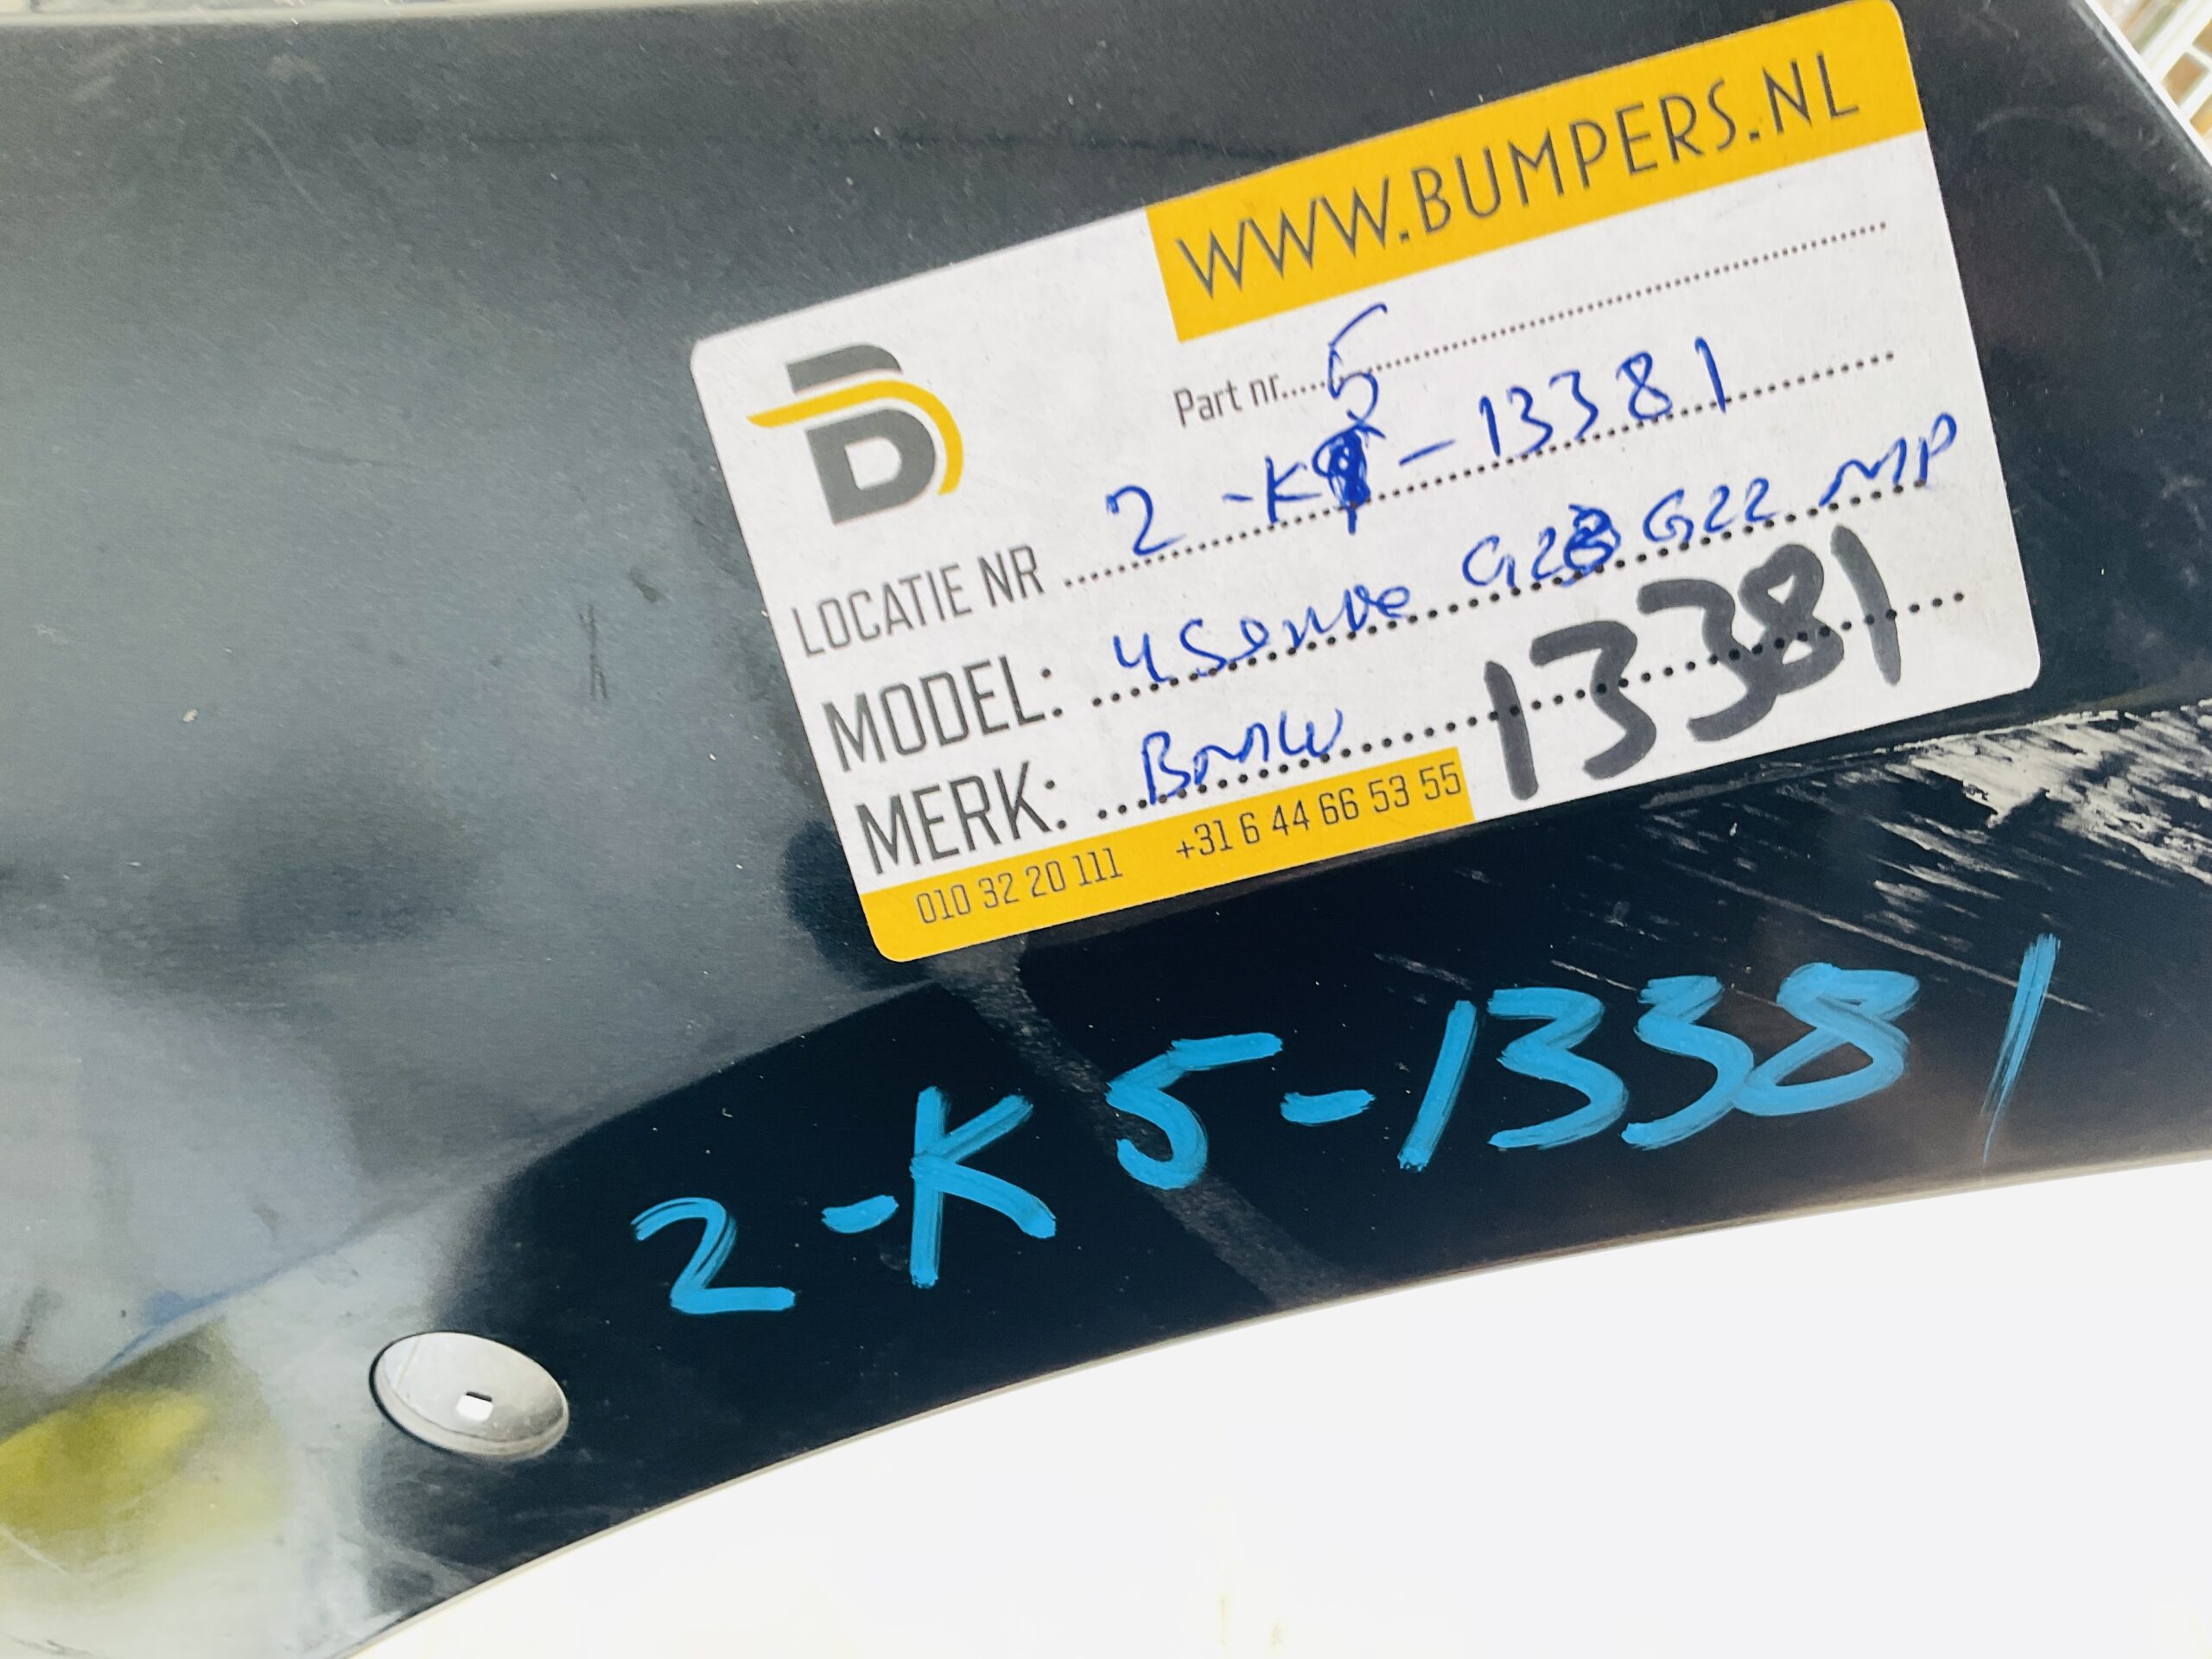 WWW.BUMPERS.NL
Part nr.....
5
LOCATIE NR 2 -K - 13381
MODEL: 4 Serie G23 G22 MP
MERK: BMW
13381
010 32 20 111 +31 6 44 66 53 55
2-K5-13381